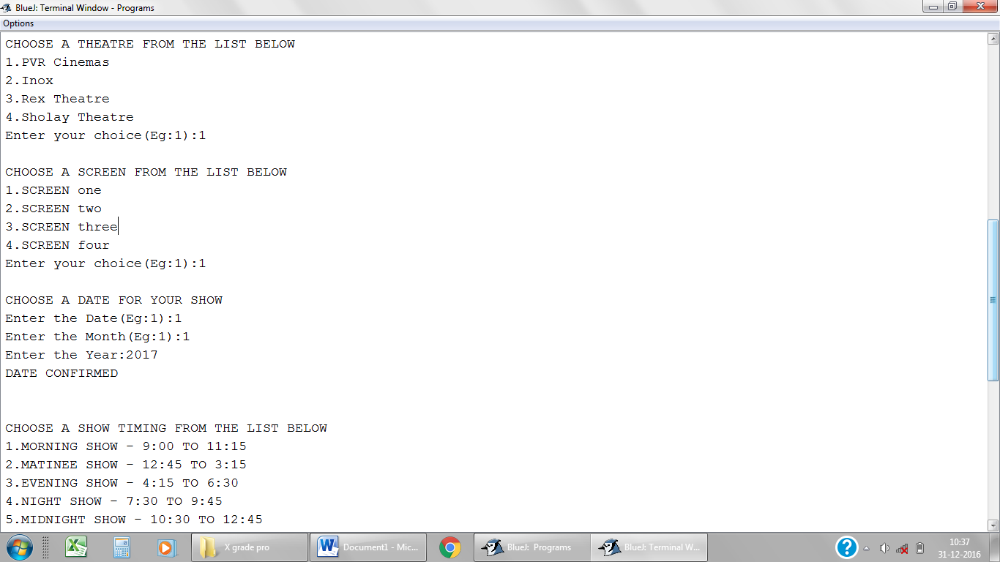 BlueJ: Terminal Window - Programs
Options
CHOOSE A THEATRE FROM THE LIST BELOW
1.PVR Cinemas
2.Inox
3.Rex Theatre
4.Sholay Theatre
Enter your choice(Eg:1):1
CHOOSE A SCREEN FROM THE LIST BELOW
1.SCREEN one
2.SCREEN two
3.SCREEN three
4.SCREEN four
Enter your choice(Eg:1):1
CHOOSE A DATE FOR YOUR SHOW
Enter the Date(Eg:1):1
Enter the Month(Eg:1):1
Enter the Year:2017
DATE CONFIRMED
CHOOSE A SHOW TIMING FROM THE LIST BELOW
1.MORNING SHOW - 9:00 TO 11:15
2.MATINEE SHOW - 12:45 TO 3:15
3.EVENING SHOW - 4:15 TO 6:30
4.NIGHT SHOW - 7:30 TO 9:45
5.MIDNIGHT SHOW - 10:30 TO 12:45
X grade pro
Document1 - Mic...
BlueJ: Programs
BlueJ: Terminal W...
10:37
31-12-2016